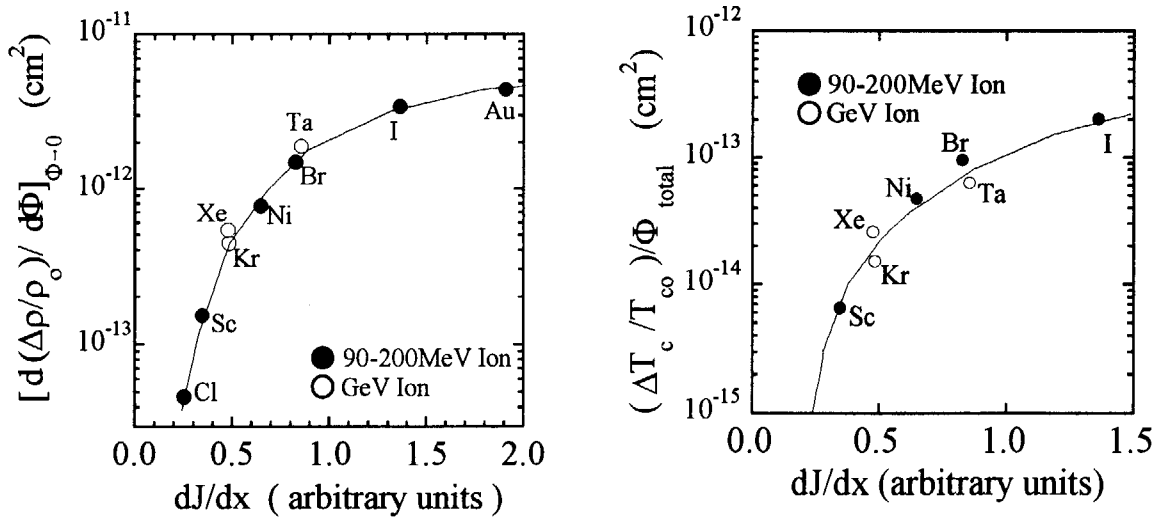 10⁻¹¹
10⁻¹²
10⁻¹³
[ d (Δρ/ρ₀)/ dΦ]Φ→0 (cm²)
Au
I
Ta
Br
Xe
Ni
Kr
Sc
Cl
● 90-200MeV Ion
○ GeV Ion
0.0 0.5 1.0 1.5 2.0
dJ/dx ( arbitrary units )
10⁻¹²
10⁻¹³
10⁻¹⁴
10⁻¹⁵
(ΔTc/Tco)/Φtotal (cm²)
● 90-200MeV Ion
○ GeV Ion
Br
I
Ni
Ta
Xe
Kr
Sc
0.0 0.5 1.0 1.5
dJ/dx (arbitrary units)